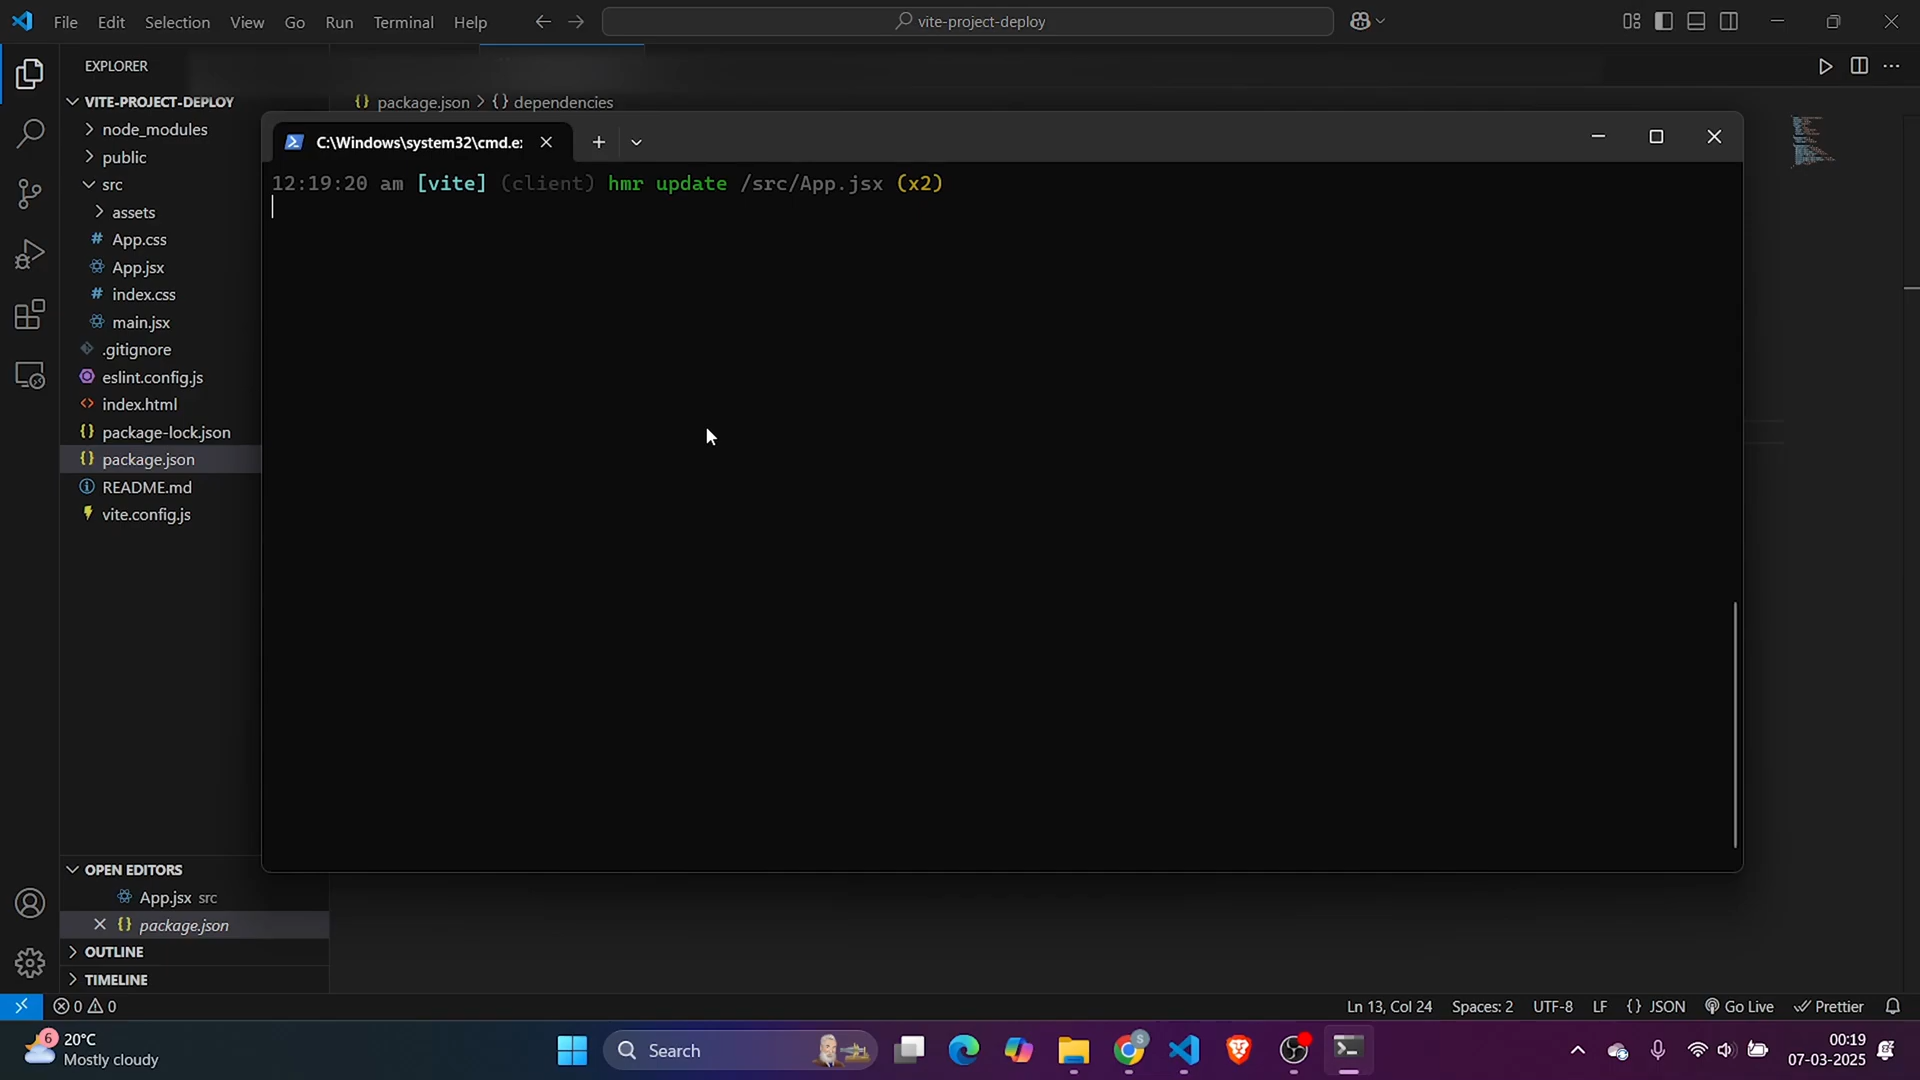 File Edit Selection View Go Run Terminal Help
vite-project-deploy
EXPLORER
VITE-PROJECT-DEPLOY
node_modules
public
src
assets
# App.css
App.jsx
# index.css
main.jsx
.gitignore
eslint.config.js
<> index.html
{} package-lock.json
{} package.json
README.md
vite.config.js
OPEN EDITORS
App.jsx src
{} package.json
OUTLINE
TIMELINE
{} package.json > {} dependencies
C:\Windows\system32\cmd.e
12:19:20 am [vite] (client) hmr update /src/App.jsx (x2)
0 0
Ln 13, Col 24 Spaces: 2 UTF-8 LF {} JSON Go Live Prettier
6
20°C
Mostly cloudy
Search
S
00:19
07-03-2025